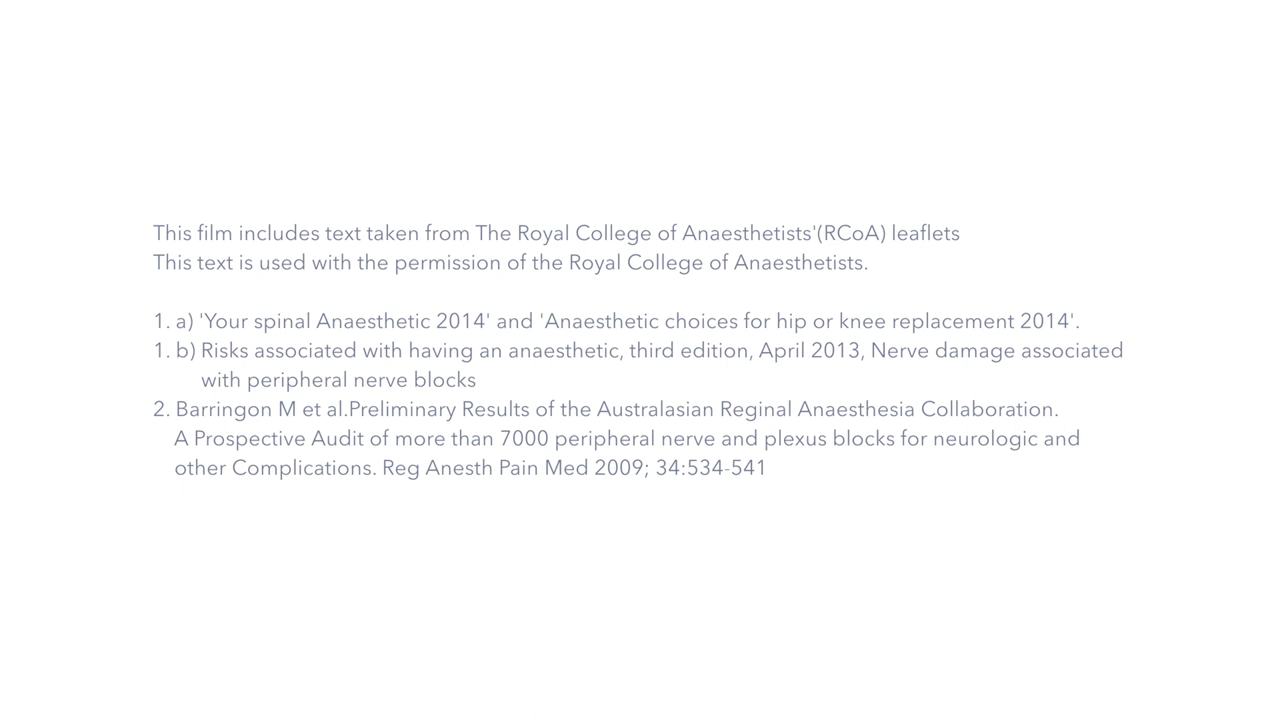 This film includes text taken from The Royal College of Anaesthetists'(RCoA) leaflets
This text is used with the permission of the Royal College of Anaesthetists.
1. a) 'Your spinal Anaesthetic 2014' and 'Anaesthetic choices for hip or knee replacement 2014'.
1. b) Risks associated with having an anaesthetic, third edition, April 2013, Nerve damage associated
with peripheral nerve blocks
2. Barringon M et al.Preliminary Results of the Australasian Reginal Anaesthesia Collaboration.
A Prospective Audit of more than 7000 peripheral nerve and plexus blocks for neurologic and
other Complications. Reg Anesth Pain Med 2009; 34:534-541